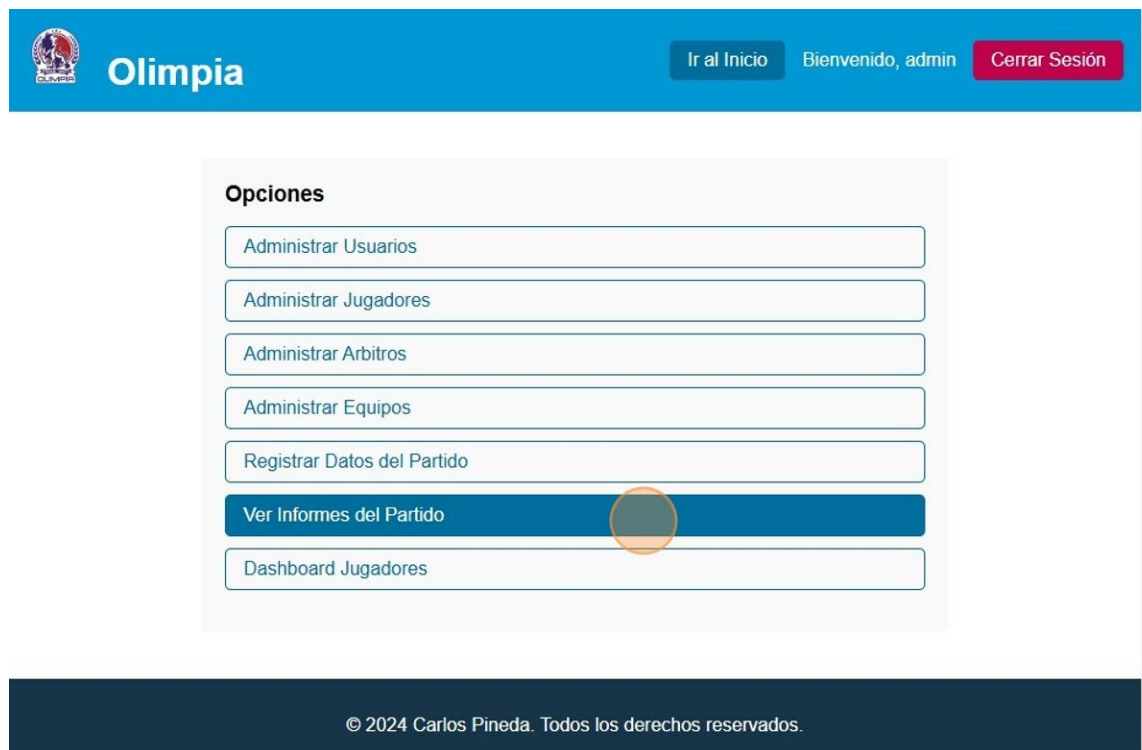 OLIMPIA
Olimpia
Ir al Inicio
Bienvenido, admin
Cerrar Sesión
Opciones
Administrar Usuarios
Administrar Jugadores
Administrar Arbitros
Administrar Equipos
Registrar Datos del Partido
Ver Informes del Partido
Dashboard Jugadores
© 2024 Carlos Pineda. Todos los derechos reservados.